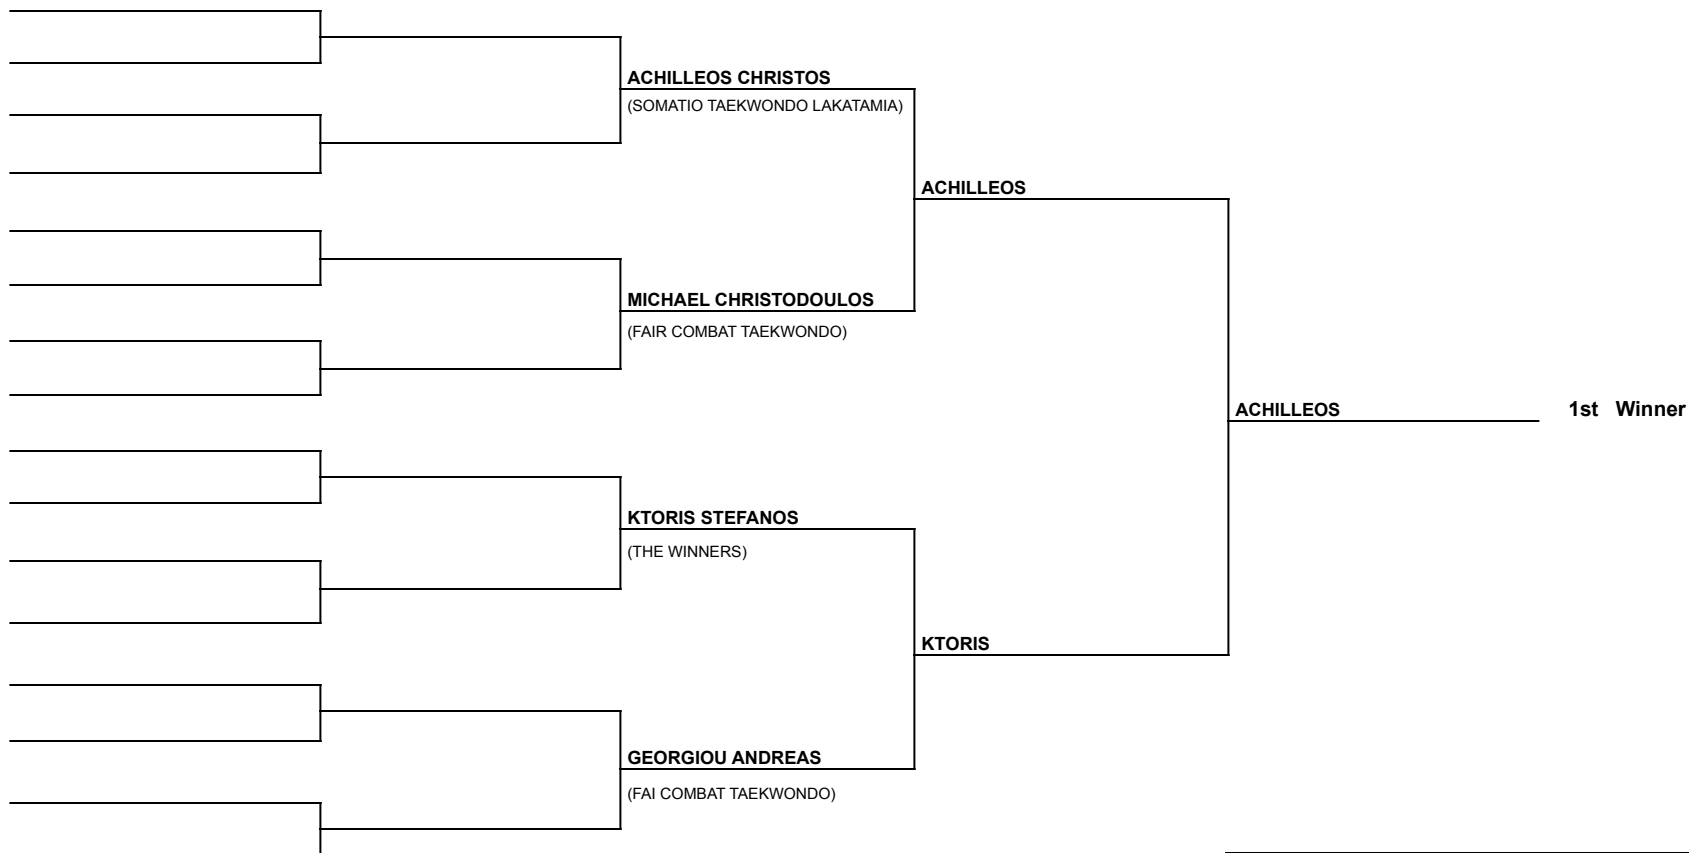 ACHILLEOS CHRISTOS
(SOMATIO TAEKWONDO LAKATAMIA)
ACHILLEOS
MICHAEL CHRISTODOULOS
(FAIR COMBAT TAEKWONDO)
ACHILLEOS 1st Winner
KTORIS STEFANOS
(THE WINNERS)
KTORIS
GEORGIOU ANDREAS
(FAI COMBAT TAEKWONDO)